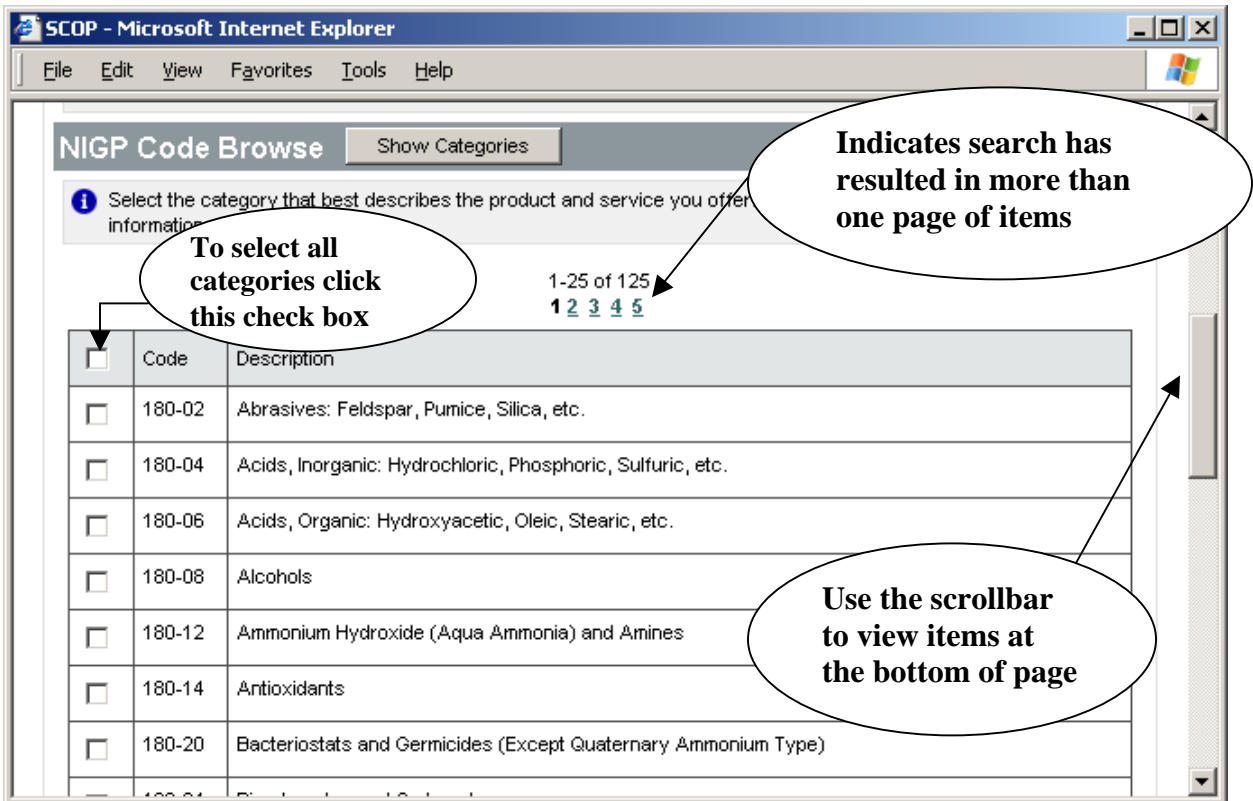 SCOP - Microsoft Internet Explorer
File Edit View Favorites Tools Help
NIGP Code Browse Show Categories
Indicates search has
resulted in more than
one page of items
Select the category that best describes the product and service you offer
information
To select all
categories click
this check box
1-25 of 125
1 2 3 4 5
Code Description
180-02 Abrasives: Feldspar, Pumice, Silica, etc.
180-04 Acids, Inorganic: Hydrochloric, Phosphoric, Sulfuric, etc.
180-06 Acids, Organic: Hydroxyacetic, Oleic, Stearic, etc.
180-08 Alcohols
180-12 Ammonium Hydroxide (Aqua Ammonia) and Amines
180-14 Antioxidants
180-20 Bacteriostats and Germicides (Except Quaternary Ammonium Type)
Use the scrollbar
to view items at
the bottom of page